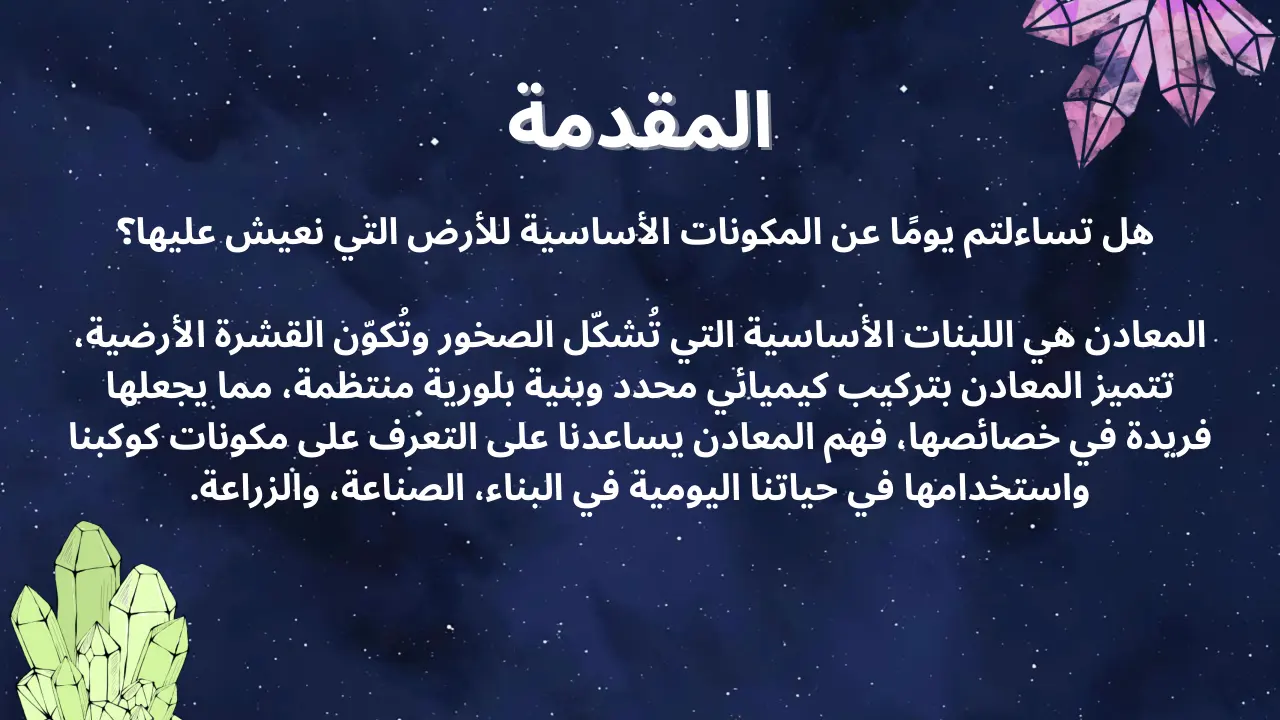 المقدمة
هل تساءلتم يومًا عن المكونات الأساسية للأرض التي نعيش عليها؟
المعادن هي اللبنات الأساسية التي تُشكّل الصخور وتُكوّن القشرة الأرضية،
تتميز المعادن بتركيب كيميائي محدد وبنية بلورية منتظمة، مما يجعلها
فريدة في خصائصها، فهم المعادن يساعدنا على التعرف على مكونات كوكبنا
واستخدامها في حياتنا اليومية في البناء، الصناعة، والزراعة.